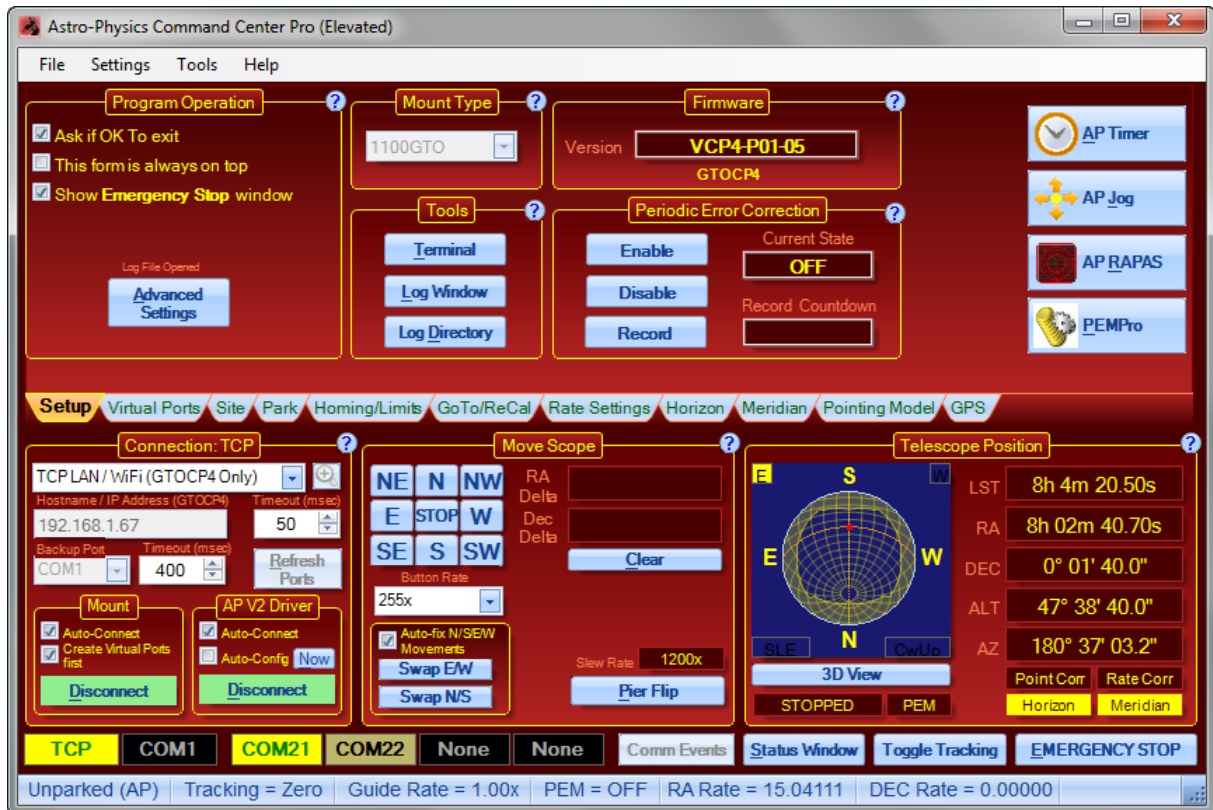 Astro-Physics Command Center Pro (Elevated)
File Settings Tools Help
Program Operation
Ask if OK To exit
This form is always on top
Show Emergency Stop window
Log File Opened
Advanced
Settings
Mount Type
1100GTO
Firmware
Version VCP4-P01-05
GTOCP4
Tools
Terminal
Log Window
Log Directory
Periodic Error Correction
Enable
Disable
Record
Current State
OFF
Record Countdown
AP Timer
AP Jog
AP RAPAS
PEMPro
Setup Virtual Ports Site Park Homing/Limits GoTo/ReCal Rate Settings Horizon Meridian Pointing Model GPS
Connection: TCP
TCP LAN / WiFi (GTOCP4 Only)
Hostname / IP Address (GTOCP4) Timeout (msec)
192.168.1.67 50
Backup Port Timeout (msec)
COM1 400 Refresh
Ports
Mount
Auto-Connect
Create Virtual Ports
first
Disconnect
AP V2 Driver
Auto-Connect
Auto-Config Now
Disconnect
Move Scope
NE N NW
E STOP W
SE S SW
Button Rate
255x
RA
Delta
Dec
Delta
Clear
Auto-fix N/S/E/W
Movements
Swap E/W
Swap N/S
Slew Rate 1200x
Pier Flip
Telescope Position
E S W
E W
SLE N CwUp
3D View
STOPPED PEM
LST 8h 4m 20.50s
RA 8h 02m 40.70s
DEC 0° 01' 40.0"
ALT 47° 38' 40.0"
AZ 180° 37' 03.2"
Point Corr Rate Corr
Horizon Meridian
TCP COM1 COM21 COM22 None None Comm Events Status Window Toggle Tracking EMERGENCY STOP
Unparked (AP) Tracking = Zero Guide Rate = 1.00x PEM = OFF RA Rate = 15.04111 DEC Rate = 0.00000